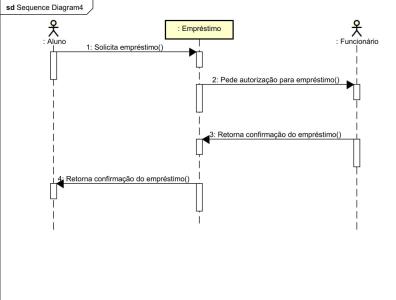 sd Sequence Diagram4
: Aluno
: Empréstimo
: Funcionário
1: Solicita empréstimo()
2: Pede autorização para empréstimo()
3: Retorna confirmação do empréstimo()
4: Retorna confirmação do empréstimo()